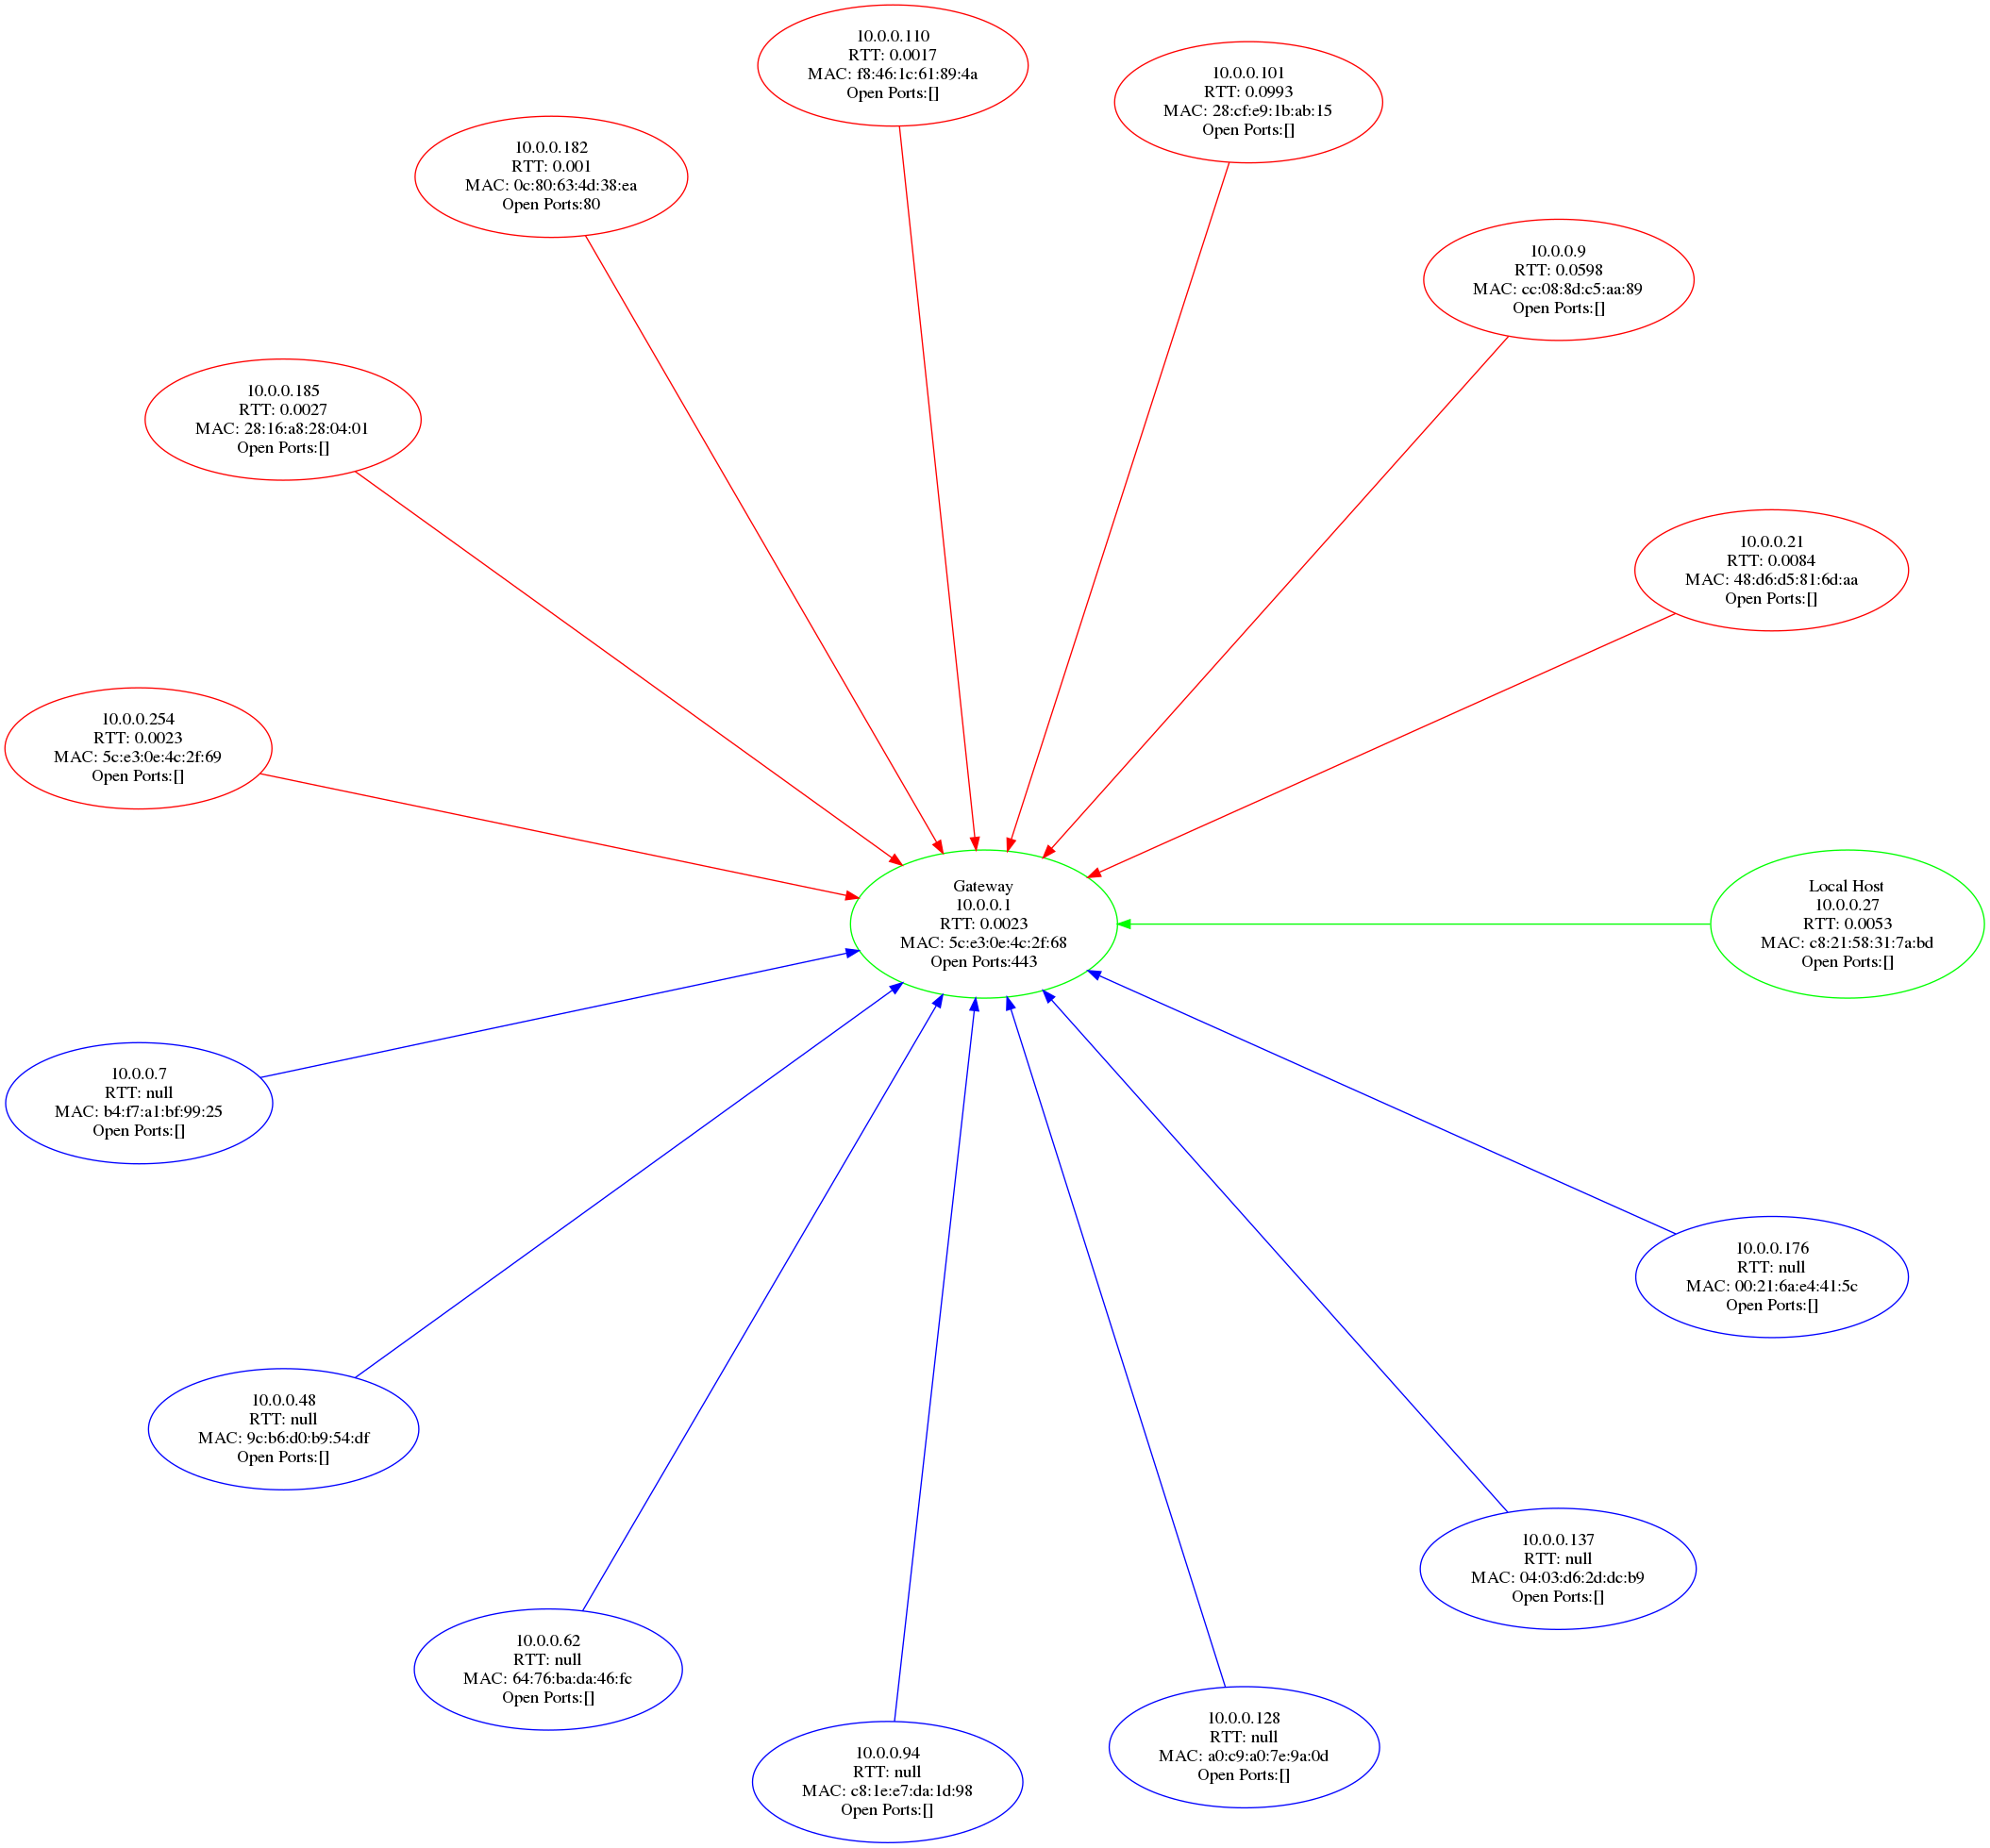 10.0.0.110
RTT: 0.0017
MAC: f8:46:1c:61:89:4a
Open Ports:[]
10.0.0.101
RTT: 0.0993
MAC: 28:cf:e9:1b:ab:15
Open Ports:[]
10.0.0.182
RTT: 0.001
MAC: 0c:80:63:4d:38:ea
Open Ports:80
10.0.0.9
RTT: 0.0598
MAC: cc:08:8d:c5:aa:89
Open Ports:[]
10.0.0.185
RTT: 0.0027
MAC: 28:16:a8:28:04:01
Open Ports:[]
10.0.0.21
RTT: 0.0084
MAC: 48:d6:d5:81:6d:aa
Open Ports:[]
10.0.0.254
RTT: 0.0023
MAC: 5c:e3:0e:4c:2f:69
Open Ports:[]
Gateway
10.0.0.1
RTT: 0.0023
MAC: 5c:e3:0e:4c:2f:68
Open Ports:443
Local Host
10.0.0.27
RTT: 0.0053
MAC: c8:21:58:31:7a:bd
Open Ports:[]
10.0.0.7
RTT: null
MAC: b4:f7:a1:bf:99:25
Open Ports:[]
10.0.0.176
RTT: null
MAC: 00:21:6a:e4:41:5c
Open Ports:[]
10.0.0.48
RTT: null
MAC: 9c:b6:d0:b9:54:df
Open Ports:[]
10.0.0.137
RTT: null
MAC: 04:03:d6:2d:dc:b9
Open Ports:[]
10.0.0.62
RTT: null
MAC: 64:76:ba:da:46:fc
Open Ports:[]
10.0.0.128
RTT: null
MAC: a0:c9:a0:7e:9a:0d
Open Ports:[]
10.0.0.94
RTT: null
MAC: c8:1e:e7:da:1d:98
Open Ports:[]